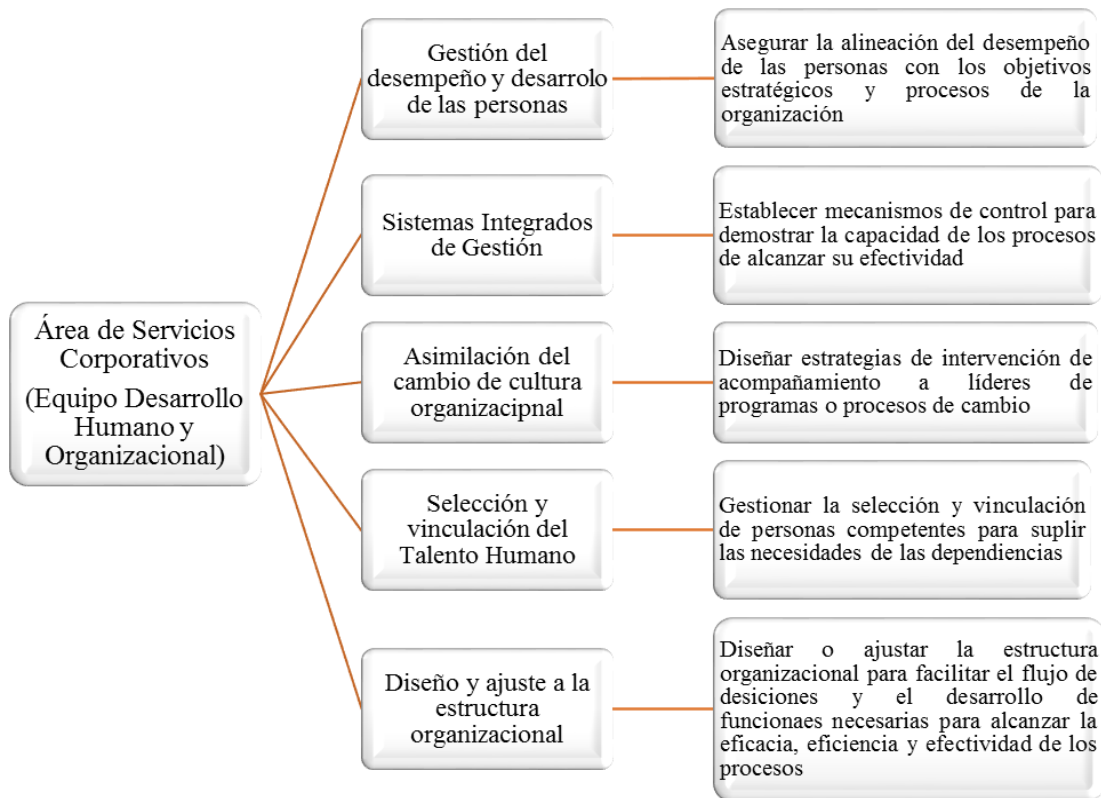 Área de Servicios
Corporativos
(Equipo Desarrollo
Humano y
Organizacional)
Gestión del
desempeño y desarrolo
de las personas
Asegurar la alineación del desempeño
de las personas con los objetivos
estratégicos y procesos de la
organización
Sistemas Integrados
de Gestión
Establecer mecanismos de control para
demostrar la capacidad de los procesos
de alcanzar su efectividad
Asimilación del
cambio de cultura
organizacipnal
Diseñar estrategias de intervención de
acompañamiento a líderes de
programas o procesos de cambio
Selección y
vinculación del
Talento Humano
Gestionar la selección y vinculación
de personas competentes para suplir
las necesidades de las dependiencias
Diseño y ajuste a la
estructura
organizacional
Diseñar o ajustar la estructura
organizacional para facilitar el flujo de
desiciones y el desarrollo de
funcionaes necesarias para alcanzar la
eficacia, eficiencia y efectividad de los
procesos